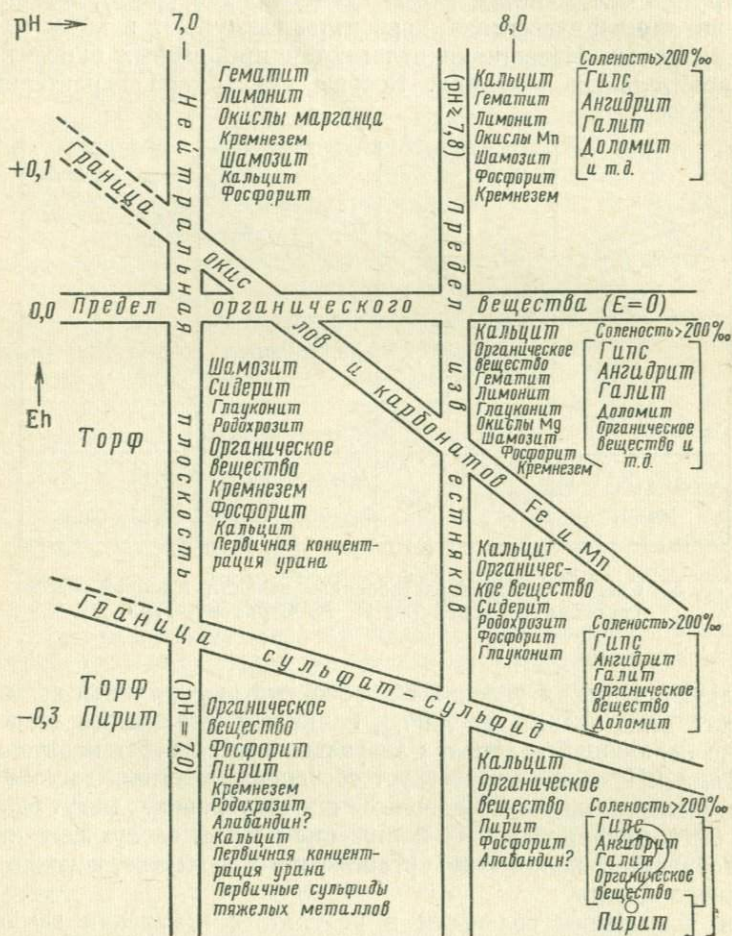 pH →
7,0
8,0
+0,1
0,0
Eh
−0,3
Нейтральная плоскость (pH = 7,0)
(pH ≥ 7,8) Предел известняков
Граница окислов и карбонатов Fe и Mn
Предел органического вещества (E=0)
Граница сульфат-сульфид
Гематит
Лимонит
Окислы марганца
Кремнезем
Шамозит
Кальцит
Фосфорит
Кальцит
Гематит
Лимонит
Окислы Mn
Шамозит
Фосфорит
Кремнезем
Соленость>200‰
Гипс
Ангидрит
Галит
Доломит
и т.д.
Торф
Шамозит
Сидерит
Глауконит
Родохрозит
Органическое
вещество
Кремнезем
Фосфорит
Кальцит
Первичная концент-
рация урана
Кальцит
Органическое
вещество
Гематит
Лимонит
Глауконит
Окислы Mg
Шамозит
Фосфорит
Кремнезем
Соленость>200‰
Гипс
Ангидрит
Галит
Доломит
Органическое
вещество и
т.д.
Кальцит
Органичес-
кое вещество
Сидерит
Родохрозит
Фосфорит
Глауконит
Соленость>200‰
Гипс
Ангидрит
Галит
Органическое
вещество
Доломит
Торф
Пирит
Органическое
вещество
Фосфорит
Пирит
Кремнезем
Родохрозит
Алабандин?
Кальцит
Первичная концент-
рация урана
Первичные сульфиды
тяжелых металлов
Кальцит
Органическое
вещество
Пирит
Фосфорит
Алабандин?
Соленость>200‰
Гипс
Ангидрит
Галит
Органическое
вещество
?
Пирит